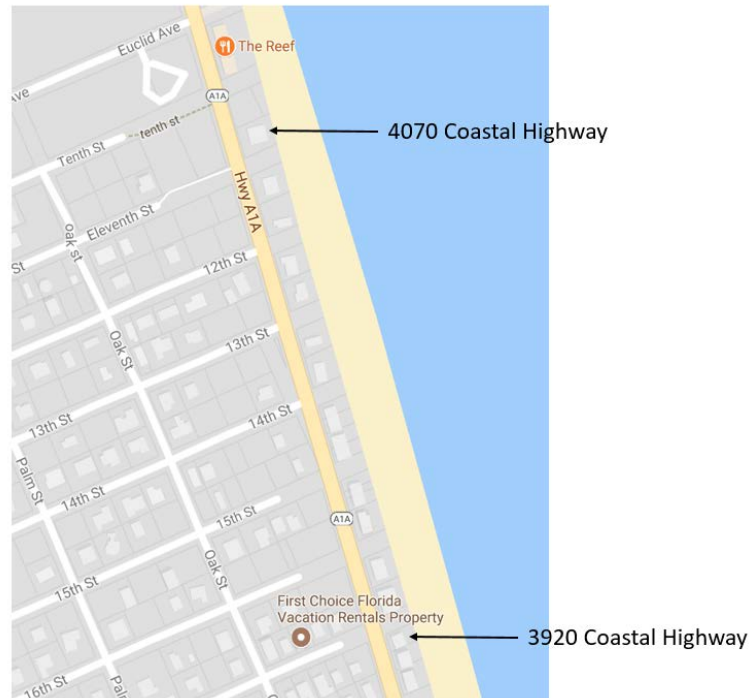 Euclid Ave
The Reef
Ave
A1A
4070 Coastal Highway
tenth st
Tenth St
Hwy A1A
Eleventh St
oak st
St
12th St
Oak St
13th St
13th St
14th St
Palm St
14th St
15th St
A1A
Oak St
15th St
First Choice Florida
Vacation Rentals Property
3920 Coastal Highway
16th St